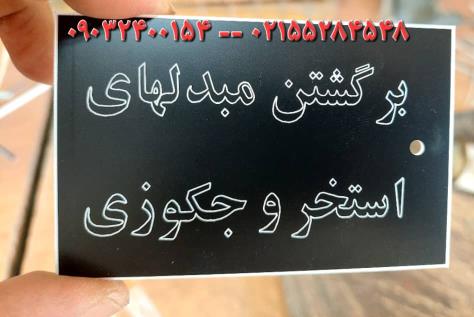 ۰۹۰۳۲۴۰۰۱۵۴ -- ۰۲۱۵۵۲۸۴۵۴۸
برگشتن مبدلهای
استخر و جکوزی